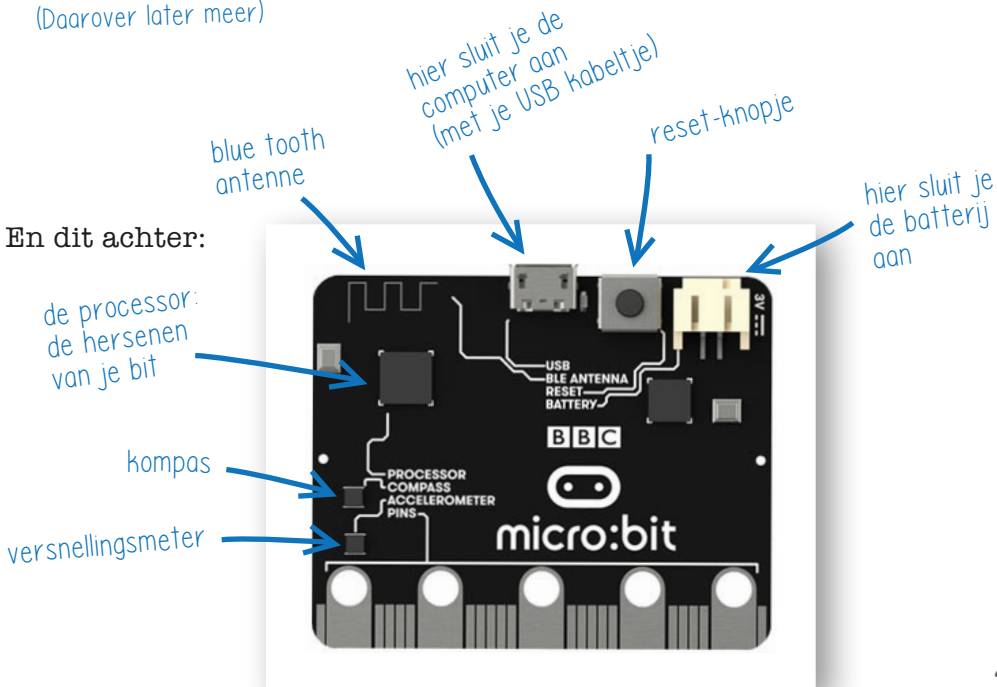 (Daarover later meer)
hier sluit je de
computer aan
(met je USB kabeltje)
reset-knopje
blue tooth
antenne
hier sluit je
de batterij
aan
En dit achter:
de processor:
de hersenen
van je bit
kompas
versnellingsmeter
3V
USB
BLE ANTENNA
RESET
BATTERY
BBC
PROCESSOR
COMPASS
ACCELEROMETER
PINS
micro:bit